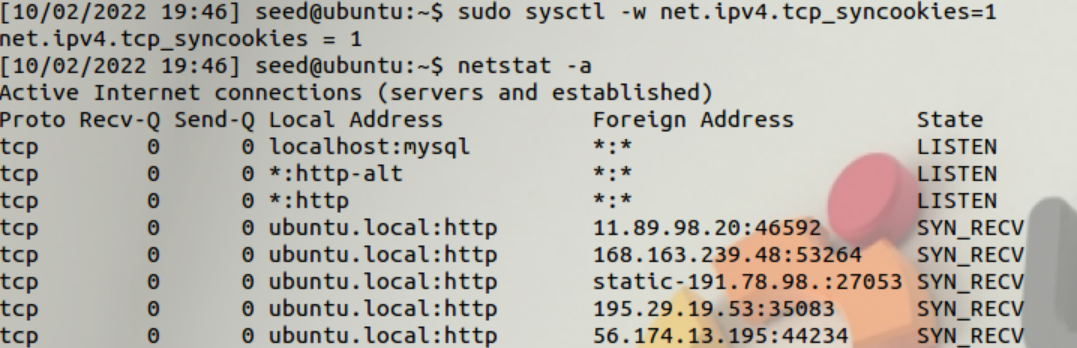 [10/02/2022 19:46] seed@ubuntu:~$ sudo sysctl -w net.ipv4.tcp_syncookies=1
net.ipv4.tcp_syncookies = 1
[10/02/2022 19:46] seed@ubuntu:~$ netstat -a
Active Internet connections (servers and established)
Proto Recv-Q Send-Q Local Address           Foreign Address         State
tcp        0      0 localhost:mysql         *:*                     LISTEN
tcp        0      0 *:http-alt              *:*                     LISTEN
tcp        0      0 *:http                  *:*                     LISTEN
tcp        0      0 ubuntu.local:http       11.89.98.20:46592       SYN_RECV
tcp        0      0 ubuntu.local:http       168.163.239.48:53264    SYN_RECV
tcp        0      0 ubuntu.local:http       static-191.78.98.:27053 SYN_RECV
tcp        0      0 ubuntu.local:http       195.29.19.53:35083      SYN_RECV
tcp        0      0 ubuntu.local:http       56.174.13.195:44234     SYN_RECV